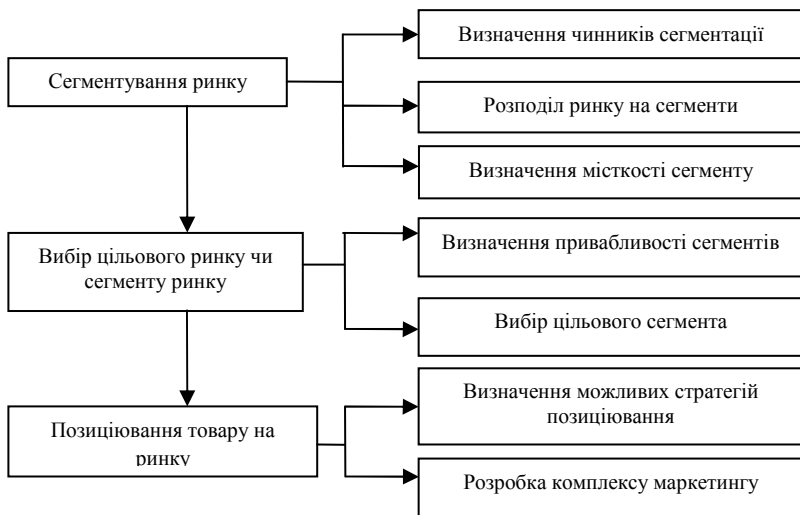 Сегментування ринку
Визначення чинників сегментації
Розподіл ринку на сегменти
Визначення місткості сегменту
Вибір цільового ринку чи
сегменту ринку
Визначення привабливості сегментів
Вибір цільового сегмента
Позиціювання товару на
ринку
Визначення можливих стратегій
позиціювання
Розробка комплексу маркетингу